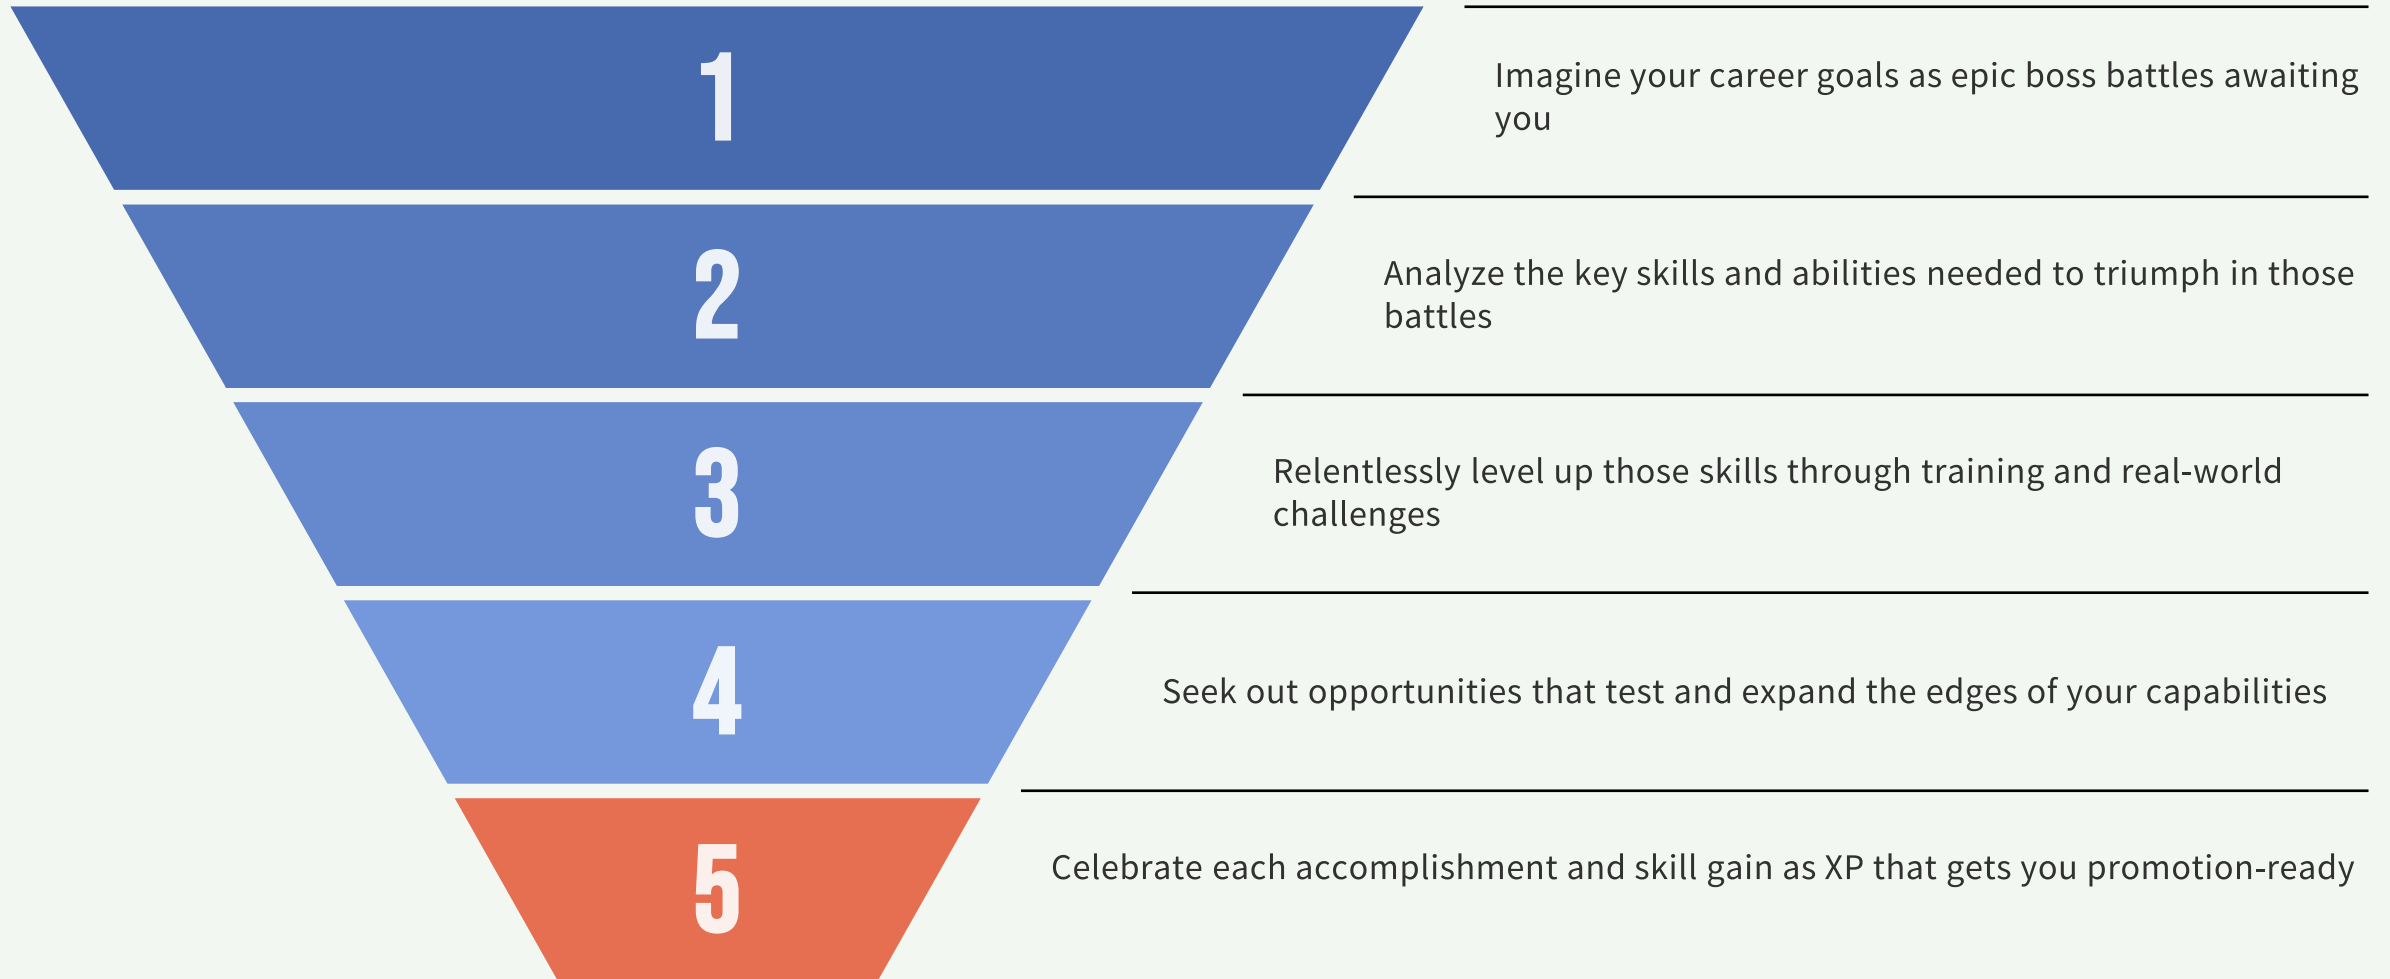 1
Imagine your career goals as epic boss battles awaiting
you
2
Analyze the key skills and abilities needed to triumph in those
battles
3
Relentlessly level up those skills through training and real-world
challenges
4
Seek out opportunities that test and expand the edges of your capabilities
5
Celebrate each accomplishment and skill gain as XP that gets you promotion-ready